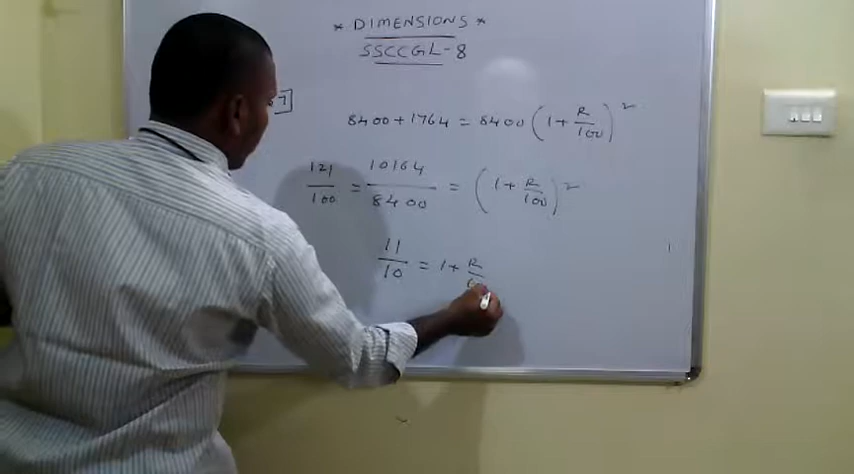 * DIMENSIONS *
SSCCGL-8
7]
8400 + 1764 = 8400 (1 + R/100)²
121/100 = 10164/8400 = (1 + R/100)²
11/10 = 1 + R/